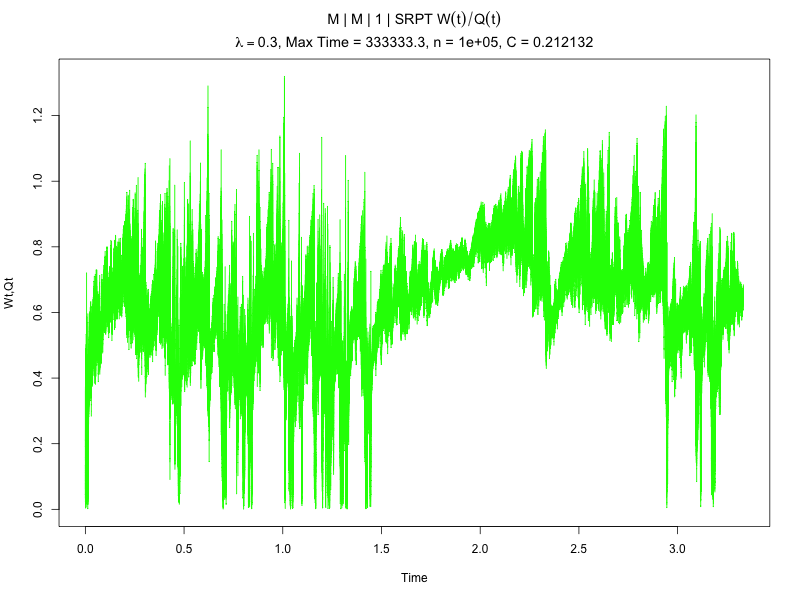 M | M | 1 | SRPT W(t)/Q(t)
λ = 0.3, Max Time = 333333.3, n = 1e+05, C = 0.212132
Wt,Qt
1.2
1.0
0.8
0.6
0.4
0.2
0.0
0.0 0.5 1.0 1.5 2.0 2.5 3.0
Time